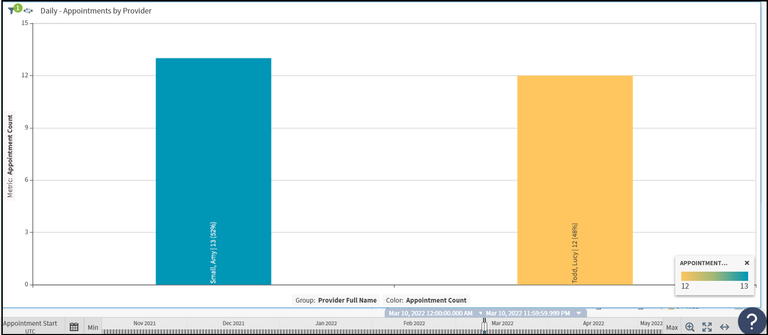 1
Daily - Appointments by Provider
15
12
9
6
3
0
Metric: Appointment Count
Small, Amy | 13 (52%)
Todd, Lucy | 12 (48%)
APPOINTMENT... ×
12 13
Group: Provider Full Name Color: Appointment Count
Mar 10, 2022 12:00:00.000 AM Mar 10, 2022 11:59:59.999 PM
Appointment Start
UTC
Min Nov 2021 Dec 2021 Jan 2022 Feb 2022 Mar 2022 Apr 2022 May 2022 Max
?